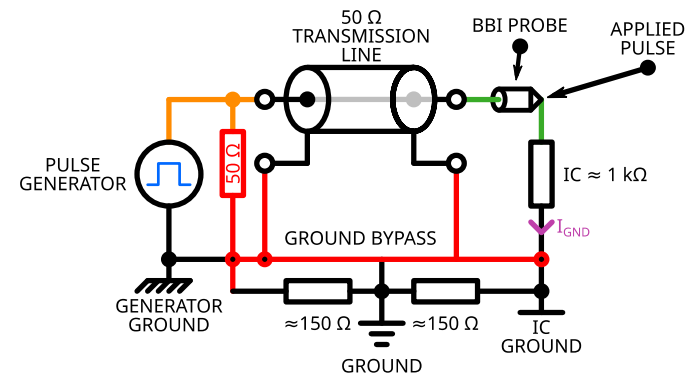 50 Ω
TRANSMISSION
LINE
BBI PROBE
APPLIED
PULSE
PULSE
GENERATOR
50 Ω
IC ≈ 1 kΩ
I_GND
GROUND BYPASS
GENERATOR
GROUND
≈150 Ω
≈150 Ω
IC
GROUND
GROUND